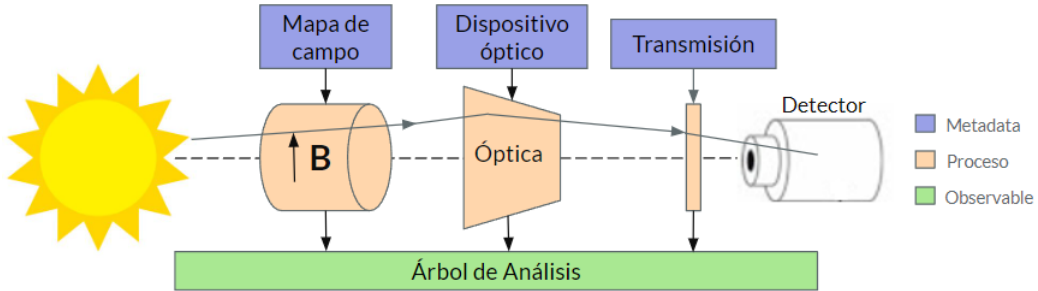 Mapa de
campo
Dispositivo
óptico
Transmisión
Detector
B
Óptica
Metadata
Proceso
Observable
Árbol de Análisis